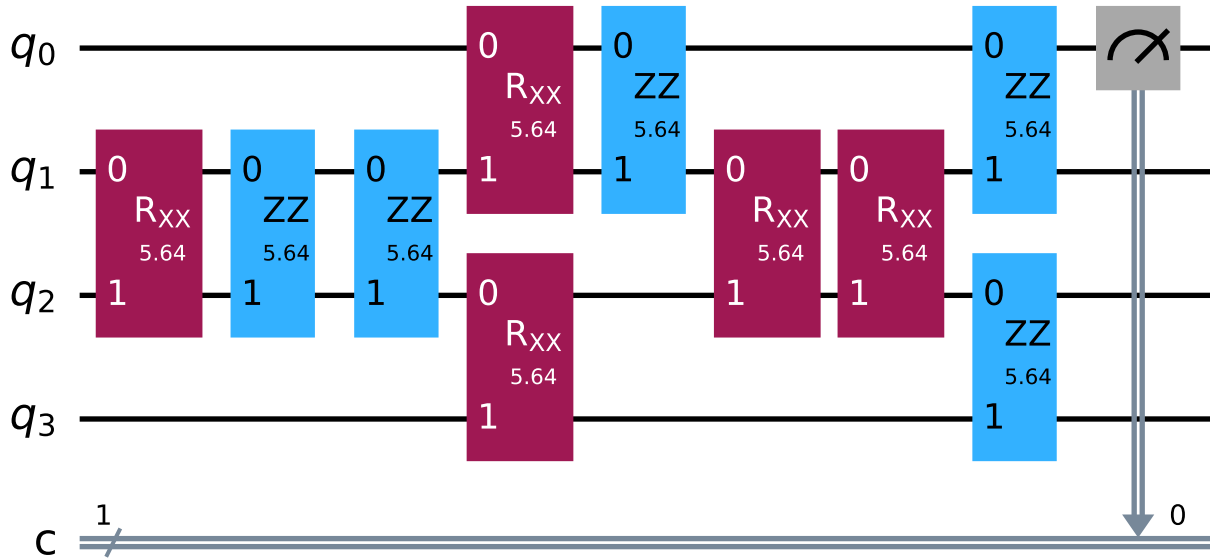 q0 0 0 0
RXX ZZ ZZ
5.64 5.64 5.64
q1 0 0 0 1 1 0 0 1
RXX ZZ ZZ RXX RXX
5.64 5.64 5.64 5.64 5.64
q2 1 1 1 0 1 1 0
RXX ZZ
5.64 5.64
q3 1 1
1 0
c